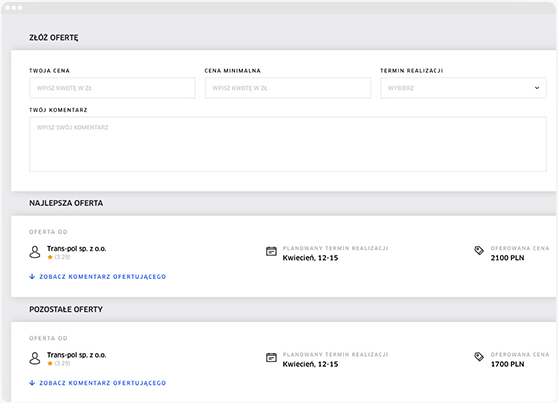 ZŁÓŻ OFERTĘ
TWOJA CENA CENA MINIMALNA TERMIN REALIZACJI
WPISZ KWOTĘ W ZŁ WPISZ KWOTĘ W ZŁ WYBIERZ
TWÓJ KOMENTARZ
WPISZ SWÓJ KOMENTARZ
NAJLEPSZA OFERTA
OFERTA OD
Trans-pol sp. z o.o. PLANOWANY TERMIN REALIZACJI OFEROWANA CENA
(3.29) Kwiecień, 12-15 2100 PLN
ZOBACZ KOMENTARZ OFERTUJĄCEGO
POZOSTAŁE OFERTY
OFERTA OD
Trans-pol sp. z o.o. PLANOWANY TERMIN REALIZACJI OFEROWANA CENA
(3.29) Kwiecień, 12-15 1700 PLN
ZOBACZ KOMENTARZ OFERTUJĄCEGO